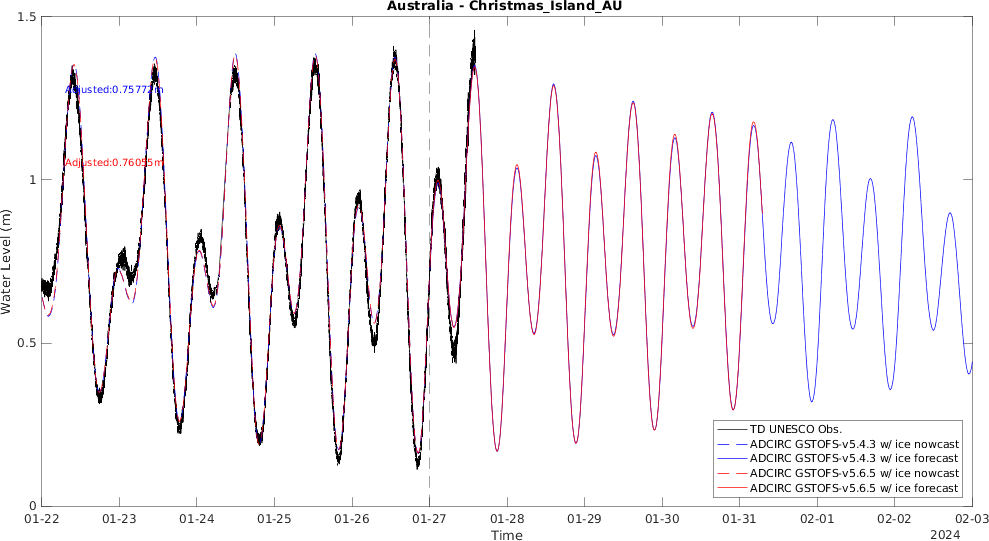 Australia - Christmas_Island_AU
1.5
Adjusted:0.75772m
Adjusted:0.76055m
1
Water Level (m)
0.5
TD UNESCO Obs.
ADCIRC GSTOFS-v5.4.3 w/ ice nowcast
ADCIRC GSTOFS-v5.4.3 w/ ice forecast
ADCIRC GSTOFS-v5.6.5 w/ ice nowcast
ADCIRC GSTOFS-v5.6.5 w/ ice forecast
0
01-22 01-23 01-24 01-25 01-26 01-27 01-28 01-29 01-30 01-31 02-01 02-02 02-03
Time
2024